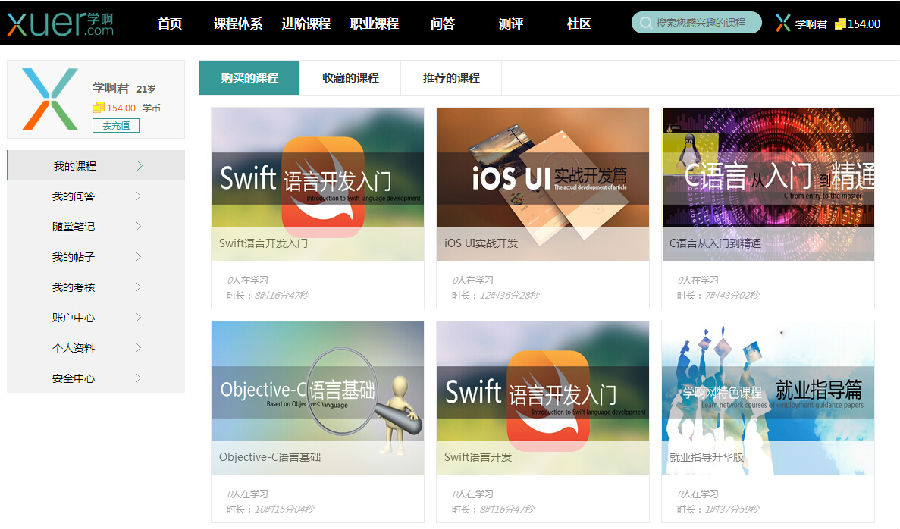 xuer学啊.com
首页 课程体系 进阶课程 职业课程 问答 测评 社区 搜索您感兴趣的课程 学啊君 154.00
学啊君 21岁
154.00 学币
去充值
我的课程
我的问答
随堂笔记
我的帖子
我的考核
账户中心
个人资料
安全中心
购买的课程 收藏的课程 推荐的课程
Swift 语言开发入门
Introduction to Swift language development
Swift语言开发入门
0人在学习
时长：8时16分47秒
iOS UI 实战开发篇
The actual development of article
iOS UI实战开发
0人在学习
时长：12时36分28秒
C语言 从 入门 到 精通
C from entry to the master
C语言从入门到精通
0人在学习
时长：7时43分02秒
Objective-C语言基础
Based on Objective-C language
Objective-C语言基础
0人在学习
时长：10时15分04秒
Swift 语言开发入门
Introduction to Swift language development
Swift语言开发
0人在学习
时长：8时16分47秒
学啊网特色课程 就业指导篇
Learn network courses of employment guidance papers
就业指导升华版
0人在学习
时长：1时37分59秒